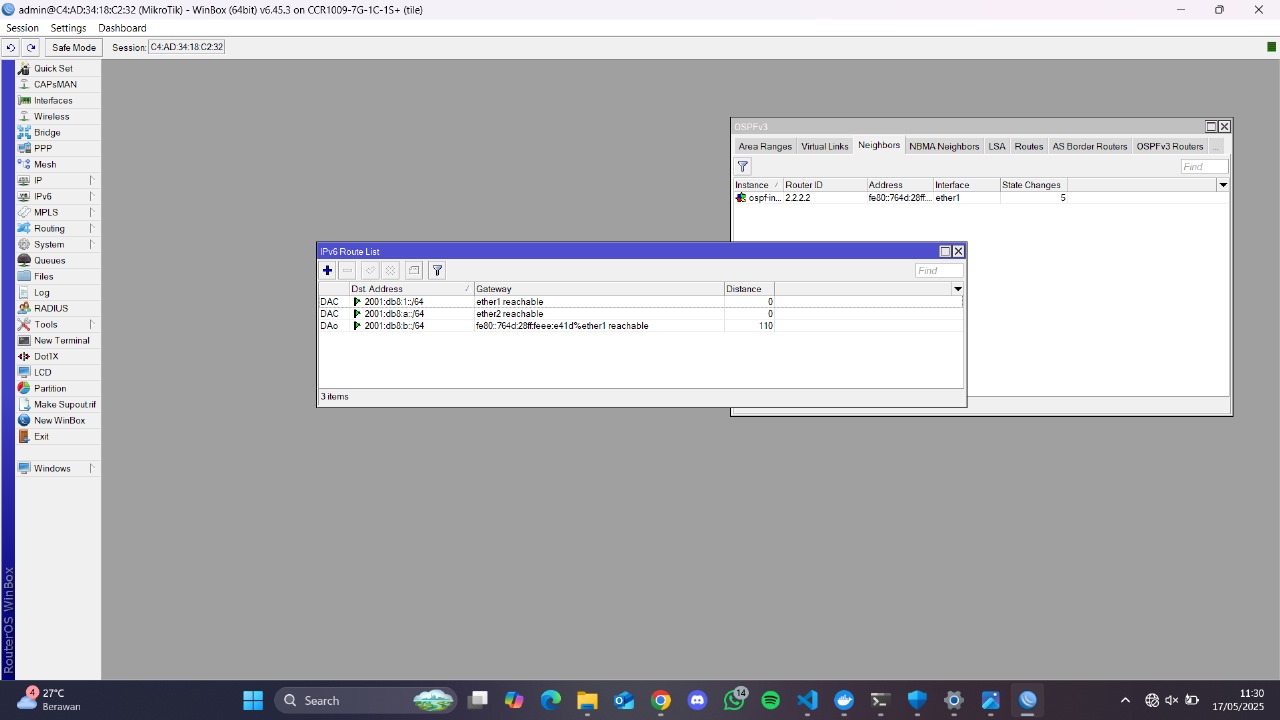 admin@C4:AD:34:18:C2:32 (MikroTik) - WinBox (64bit) v6.45.3 on CCR1009-7G-1C-1S+ (tile)
Session Settings Dashboard
Safe Mode Session: C4:AD:34:18:C2:32
Quick Set
CAPsMAN
Interfaces
Wireless
Bridge
PPP
Mesh
IP
IPv6
MPLS
Routing
System
Queues
Files
Log
RADIUS
Tools
New Terminal
Dot1X
LCD
Partition
Make Supout.rif
New WinBox
Exit
Windows
RouterOS WinBox
OSPFv3
Area Ranges Virtual Links Neighbors NBMA Neighbors LSA Routes AS Border Routers OSPFv3 Routers ...
Find
Instance Router ID Address Interface State Changes
ospf-in... 2.2.2.2 fe80::764d:28ff:... ether1 5
IPv6 Route List
Find
Dst. Address Gateway Distance
DAC 2001:db8:1::/64 ether1 reachable 0
DAC 2001:db8:a::/64 ether2 reachable 0
DAo 2001:db8:b::/64 fe80::764d:28ff:feee:e41d%ether1 reachable 110
3 items
4 27°C
Berawan
Search
14
11:30
17/05/2025